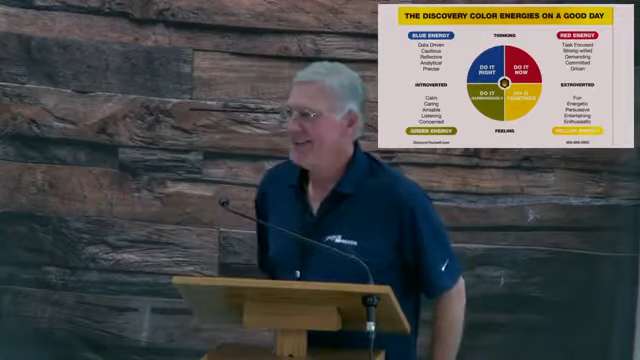 THE DISCOVERY COLOR ENERGIES ON A GOOD DAY
BLUE ENERGY
Data Driven
Cautious
Reflective
Analytical
Precise
THINKING
RED ENERGY
Task Focused
Strong-willed
Demanding
Committed
Driven
DO IT
RIGHT
DO IT
NOW
INTROVERTED
EXTROVERTED
DO IT
HARMONIOUSLY
DO IT
TOGETHER
Calm
Caring
Amiable
Listening
Concerned
GREEN ENERGY
FEELING
Fun
Energetic
Persuasive
Entertaining
Enthusiastic
YELLOW ENERGY